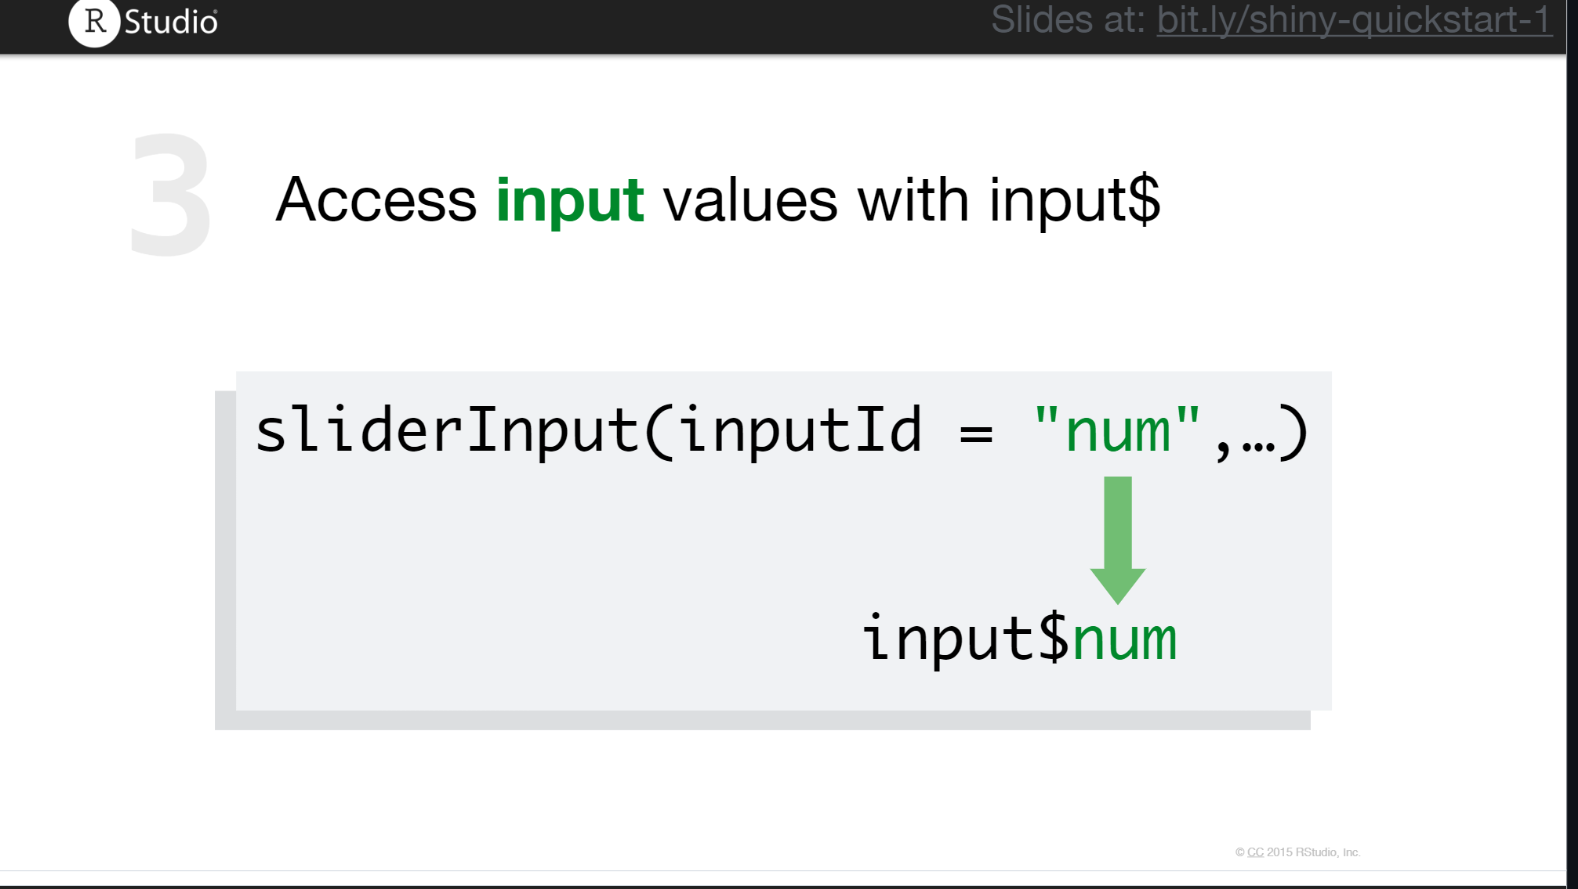 R Studio
Slides at: bit.ly/shiny-quickstart-1
3
Access input values with input$
sliderInput(inputId = "num",…)
input$num
© CC 2015 RStudio, Inc.